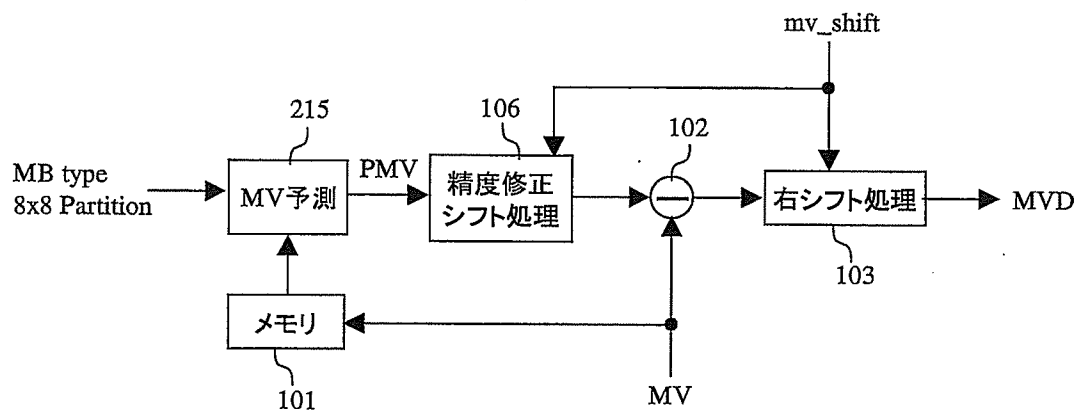 mv_shift
215
106
102
MB type
8x8 Partition
MV予測
PMV
精度修正
シフト処理
右シフト処理
MVD
103
メモリ
101
MV